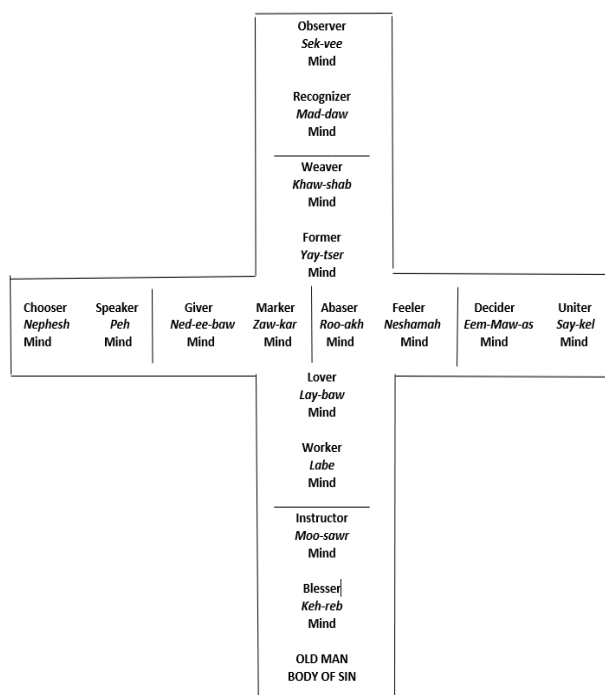 Observer
Sek-vee
Mind
Recognizer
Mad-daw
Mind
Weaver
Khaw-shab
Mind
Former
Yay-tser
Mind
Chooser Speaker Giver Marker Abaser Feeler Decider Uniter
Nephesh Peh Ned-ee-baw Zaw-kar Roo-akh Neshamah Eem-Maw-as Say-kel
Mind Mind Mind Mind Mind Mind Mind Mind
Lover
Lay-baw
Mind
Worker
Labe
Mind
Instructor
Moo-sawr
Mind
Blesser
Keh-reb
Mind
OLD MAN
BODY OF SIN